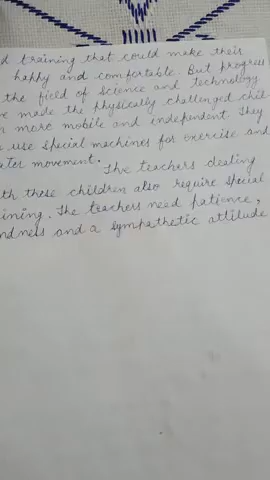 d training that could make their
happy and comfortable. But progress
the field of Science and technology
e made the physically challenged chil-
n more mobile and independent. They
use special machines for exercise and
ater movement. The teachers dealing
th these children also require special
ining. The teachers need patience,
ndness and a sympathetic attitude